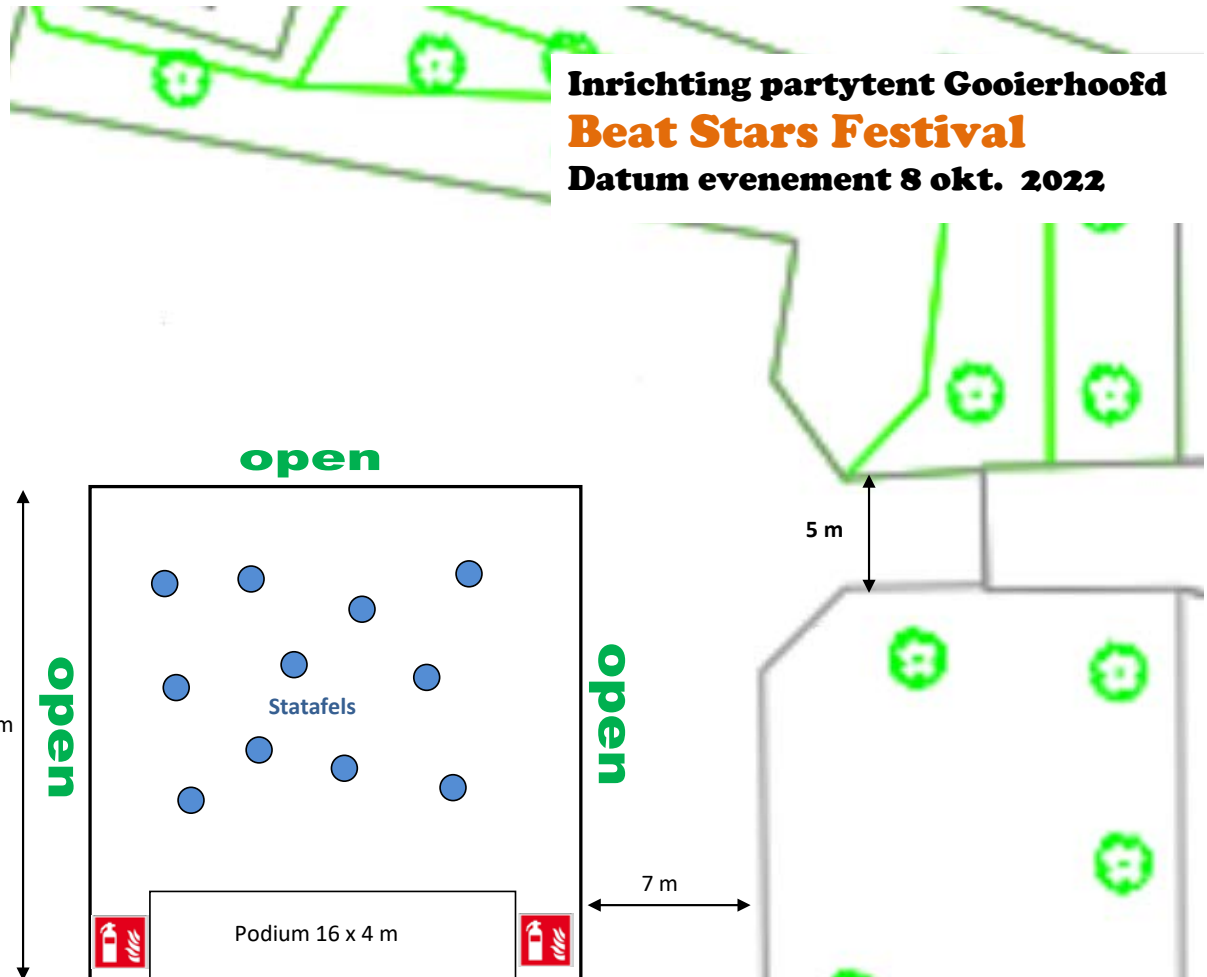 Inrichting partytent Gooierhoofd
Beat Stars Festival
Datum evenement 8 okt. 2022
open
5 m
open
open
Statafels
m
7 m
Podium 16 x 4 m